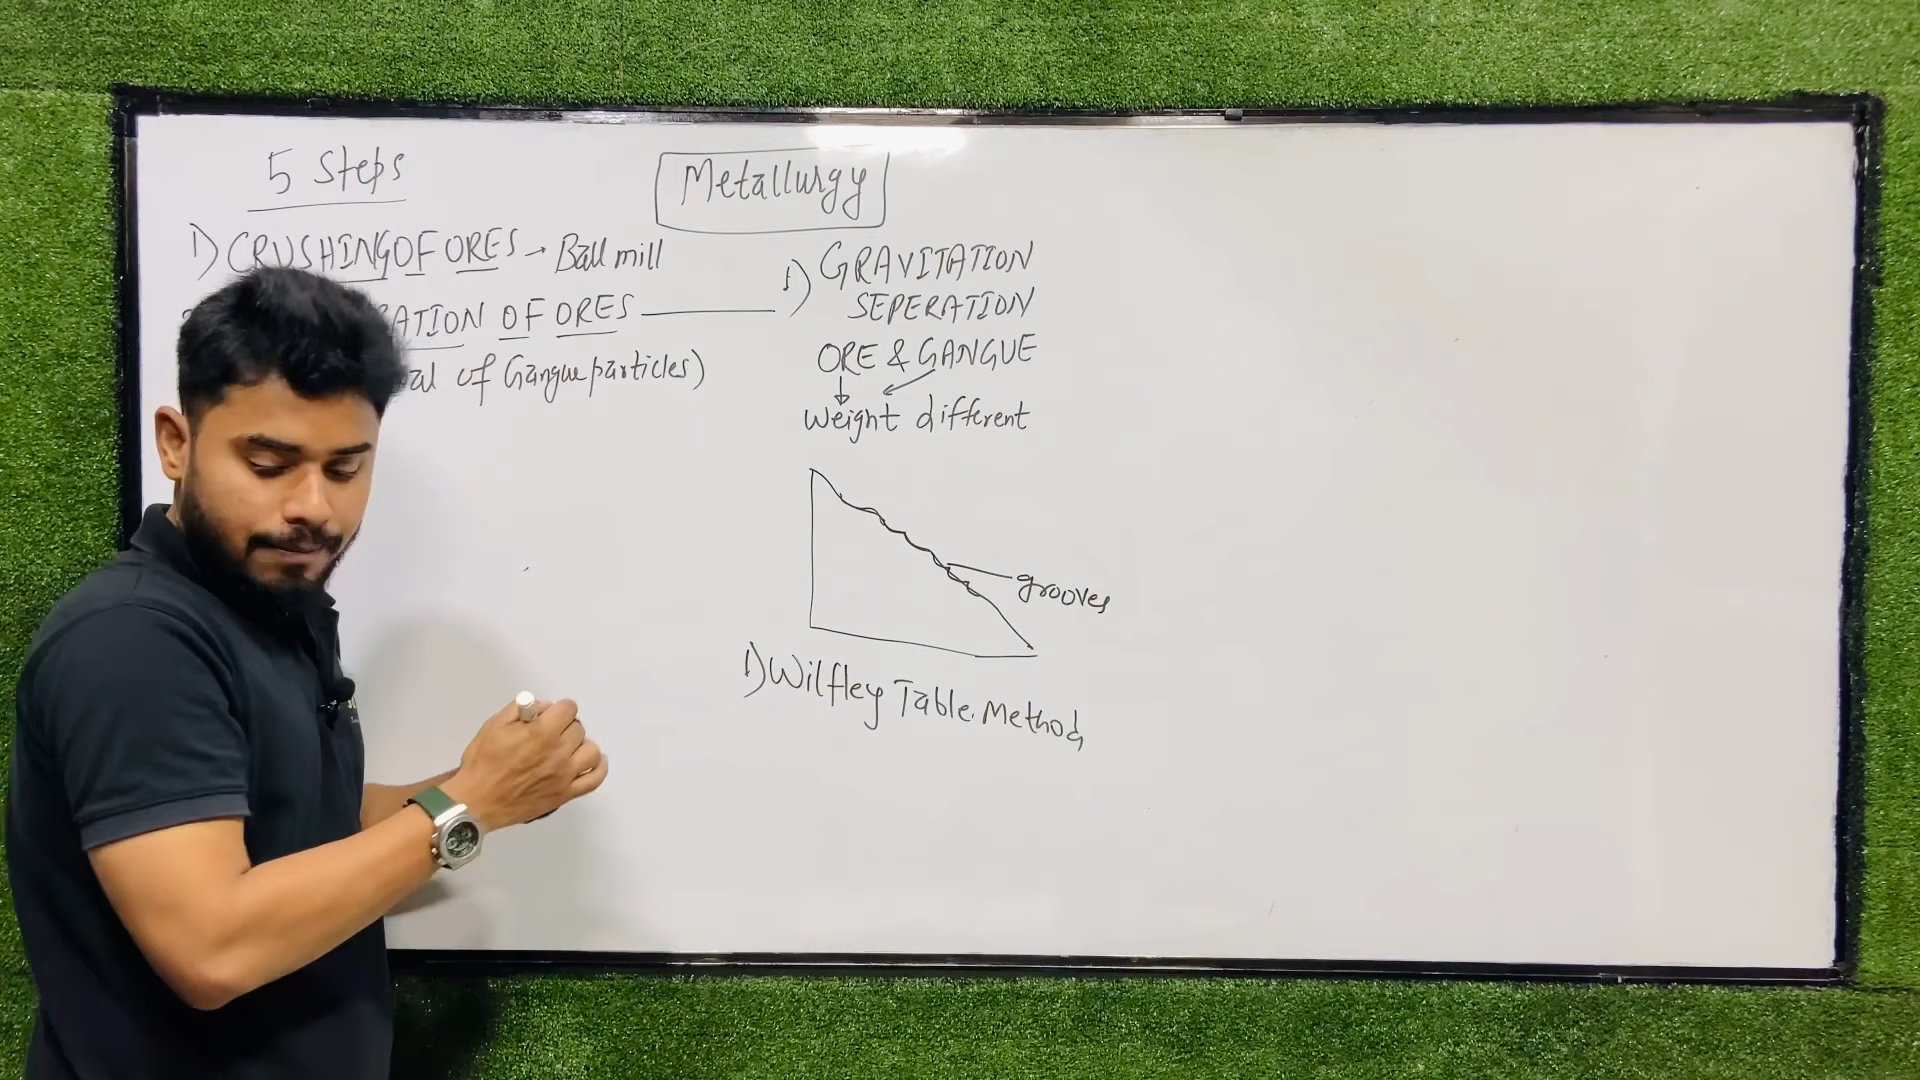 5 Steps
Metallurgy
1) CRUSHING OF ORES → Ball mill
ATION OF ORES
al of Gangue particles)
1) GRAVITATION
SEPERATION
ORE & GANGUE
Weight different
grooves
1) Wilfley Table Method